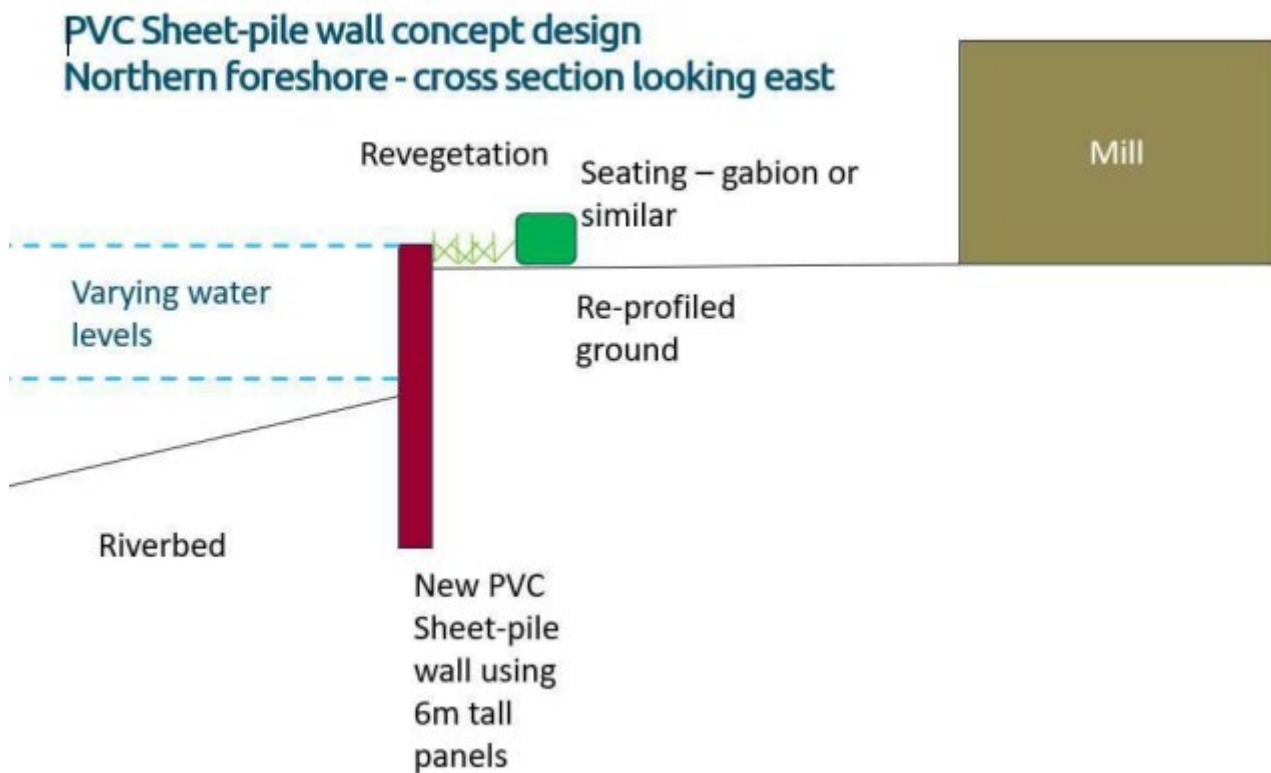 PVC Sheet-pile wall concept design
Northern foreshore - cross section looking east
Revegetation
Seating – gabion or
similar
Mill
Varying water
levels
Re-profiled
ground
Riverbed
New PVC
Sheet-pile
wall using
6m tall
panels